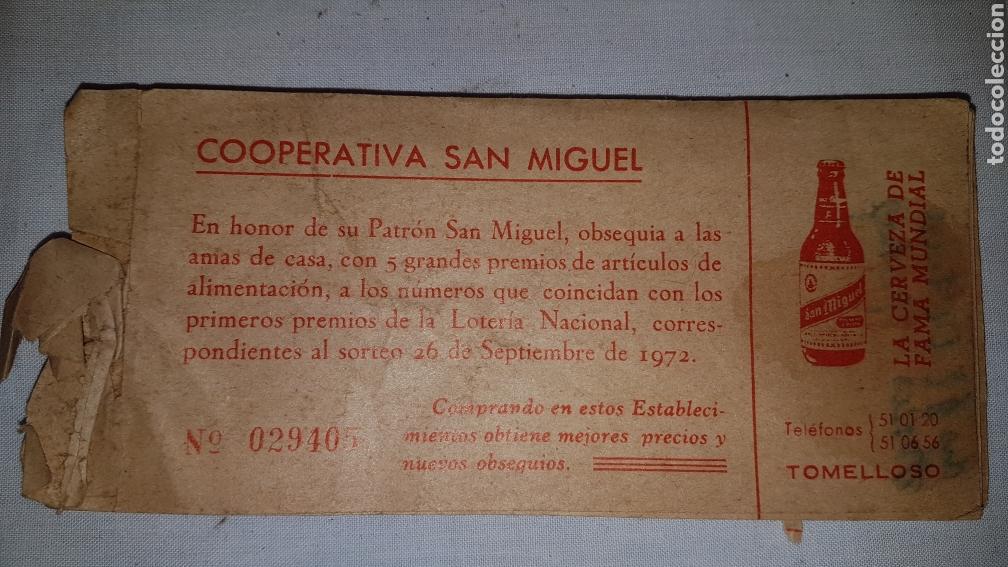 COOPERATIVA SAN MIGUEL
En honor de su Patrón San Miguel, obsequia a las
amas de casa, con 5 grandes premios de artículos de
alimentación, a los números que coincidan con los
primeros premios de la Lotería Nacional, corres-
pondientes al sorteo 26 de Septiembre de 1972.
Comprando en estos Estableci-
mientos obtiene mejores precios y
nuevos obsequios.
Nº 029405
San Miguel
LA CERVEZA DE
FAMA MUNDIAL
Teléfonos { 51 01 20
51 06 56
TOMELLOSO
todocoleccion